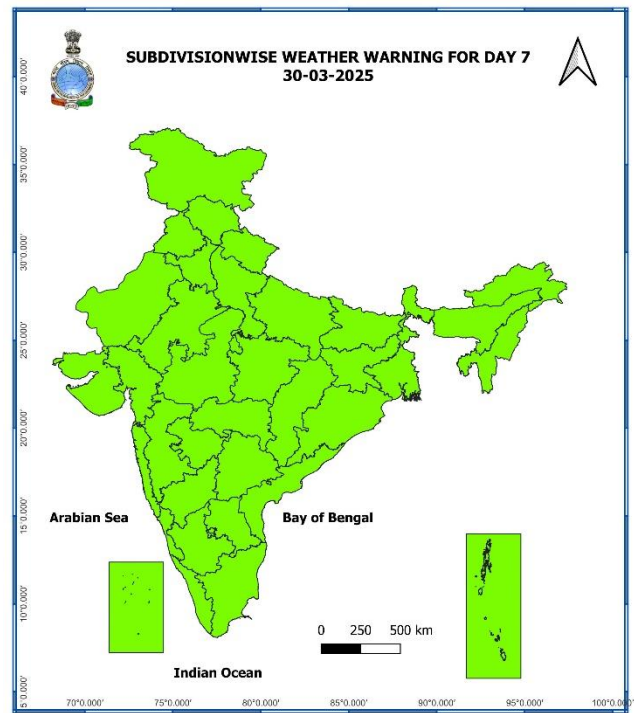 SUBDIVISIONWISE WEATHER WARNING FOR DAY 7
30-03-2025
40°0.000'
35°0.000'
30°0.000'
25°0.000'
20°0.000'
15°0.000'
10°0.000'
5°0.000'
Arabian Sea
Bay of Bengal
0 250 500 km
Indian Ocean
70°0.000' 75°0.000' 80°0.000' 85°0.000' 90°0.000' 95°0.000' 100°0.000'